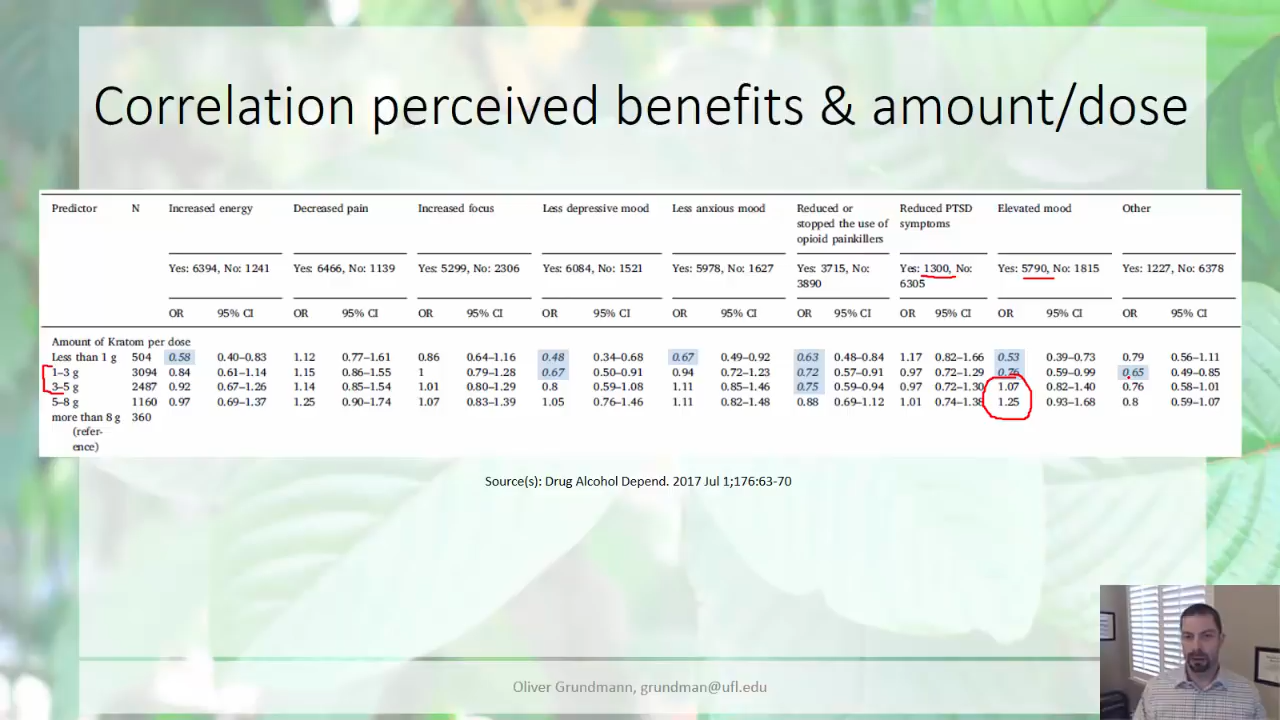 Correlation perceived benefits & amount/dose
Predictor N Increased energy Decreased pain Increased focus Less depressive mood Less anxious mood Reduced or stopped the use of opioid painkillers Reduced PTSD symptoms Elevated mood Other
Yes: 6394, No: 1241 Yes: 6466, No: 1139 Yes: 5299, No: 2306 Yes: 6084, No: 1521 Yes: 5978, No: 1627 Yes: 3715, No: 3890 Yes: 1300, No: 6305 Yes: 5790, No: 1815 Yes: 1227, No: 6378
OR 95% CI OR 95% CI OR 95% CI OR 95% CI OR 95% CI OR 95% CI OR 95% CI OR 95% CI OR 95% CI
Amount of Kratom per dose
Less than 1 g 504 0.58 0.40–0.83 1.12 0.77–1.61 0.86 0.64–1.16 0.48 0.34–0.68 0.67 0.49–0.92 0.63 0.48–0.84 1.17 0.82–1.66 0.53 0.39–0.73 0.79 0.56–1.11
1–3 g 3094 0.84 0.61–1.14 1.15 0.86–1.55 1 0.79–1.28 0.67 0.50–0.91 0.94 0.72–1.23 0.72 0.57–0.91 0.97 0.72–1.29 0.76 0.59–0.99 0.65 0.49–0.85
3–5 g 2487 0.92 0.67–1.26 1.14 0.85–1.54 1.01 0.80–1.29 0.8 0.59–1.08 1.11 0.85–1.46 0.75 0.59–0.94 0.97 0.72–1.30 1.07 0.82–1.40 0.76 0.58–1.01
5–8 g 1160 0.97 0.69–1.37 1.25 0.90–1.74 1.07 0.83–1.39 1.05 0.76–1.46 1.11 0.82–1.48 0.88 0.69–1.12 1.01 0.74–1.38 1.25 0.93–1.68 0.8 0.59–1.07
more than 8 g 360
(refer-
ence)
Source(s): Drug Alcohol Depend. 2017 Jul 1;176:63-70
Oliver Grundmann, grundman@ufl.edu